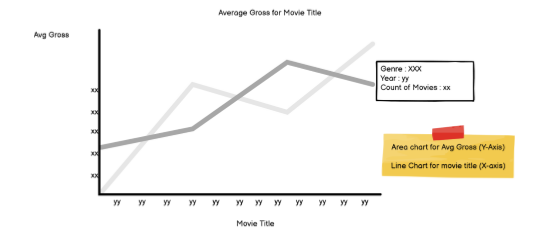 Average Gross for Movie Title
Avg Gross
Genre : XXX
Year : yy
Count of Movies : xx
xx
xx
xx
xx
xx
Area chart for Avg Gross (Y-Axis)
Line Chart for movie title (X-axis)
yy yy yy yy yy yy yy yy yy yy yy
Movie Title